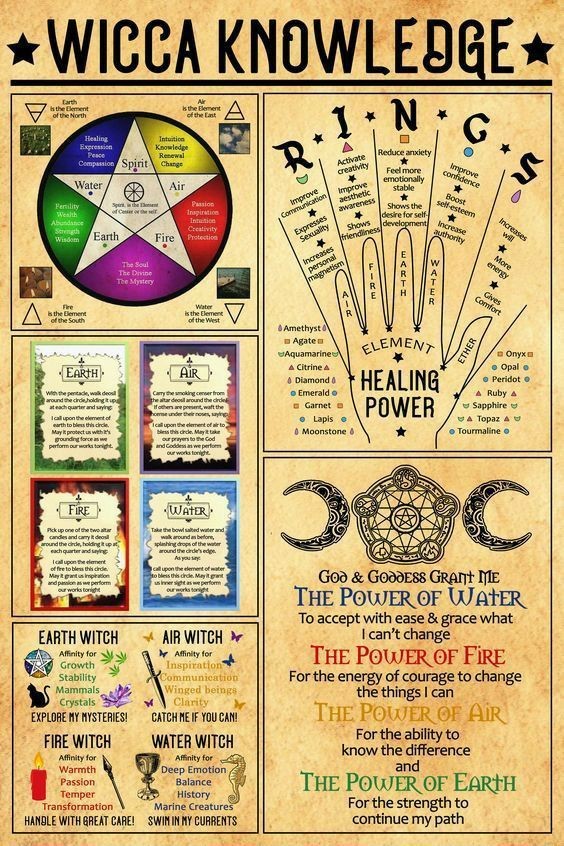 WICCA KNOWLEDGE
Earth
is the Element
of the North
Air
is the Element
of the East
Healing
Expression
Peace
Compassion
Intuition
Knowledge
Renewal
Change
Spirit
Water
Air
Spirit, is the Element
of Center or the self.
Fertility
Wealth
Abundance
Strength
Wisdom
Passion
Inspiration
Intuition
Creativity
Protection
Earth
Fire
The Soul
The Divine
The Mystery
Fire
is the Element
of the South
Water
is the Element
of the West
RINGS
Improve
Communication
Expresses
Sexuality
Increases
personal
magnetism
Activate
creativity
Improve
aesthetic
awareness
Shows
friendliness
Reduce anxiety
Feel more
emotionally
stable
Shows the
desire for self-
development
Improve
confidence
Boost
self-esteem
Increase
authority
Increases
will
More
energy
Gives
Comfort
AIR
FIRE
EARTH
WATER
ETHER
ELEMENT
HEALING
POWER
Amethyst
Agate
Aquamarine
Citrine
Diamond
Emerald
Garnet
Lapis
Moonstone
Onyx
Opal
Peridot
Ruby
Sapphire
Topaz
Tourmaline
EARTH
With the pentacle, walk deosil
around the circle,holding it up
at each quarter and saying:
I call upon the element of
earth to bless this circle.
May it protect us with it's
grounding force as we
perform our works tonight.
AIR
Carry the smoking censer from
the altar deosil around the circle.
If others are present, waft the
incense under their noses, saying:
I call upon the element of air to
bless this circle. May it take
our prayers to the God
and Goddess as we perform
our works tonight.
FIRE
Pick up one of the two altar
candles and carry it deosil
around the circle, holding it up at
each quarter and saying:
I call upon the element
of fire to bless this circle.
May it grant us inspiration
and passion as we perform
our works tonight
WATER
Take the bowl salted water and
walk around as before,
splashing drops of the water
around the circle's edge.
As you say:
call upon the element of water
to bless this circle. May it grant
us inner sight as we perform
our works tonight.
EARTH WITCH
Affinity for
Growth
Stability
Mammals
Crystals
EXPLORE MY MYSTERIES!
AIR WITCH
Affinity for
Inspiration
Communication
Winged beings
Clarity
CATCH ME IF YOU CAN!
FIRE WITCH
Affinity for
Warmth
Passion
Temper
Transformation
HANDLE WITH GREAT CARE!
WATER WITCH
Affinity for
Deep Emotion
Balance
History
Marine Creatures
SWIM IN MY CURRENTS
GOD & GODDESS GRANT ME
THE POWER OF WATER
To accept with ease & grace what
I can't change
THE POWER OF FIRE
For the energy of courage to change
the things I can
THE POWER OF AIR
For the ability to
know the difference
and
THE POWER OF EARTH
For the strength to
continue my path